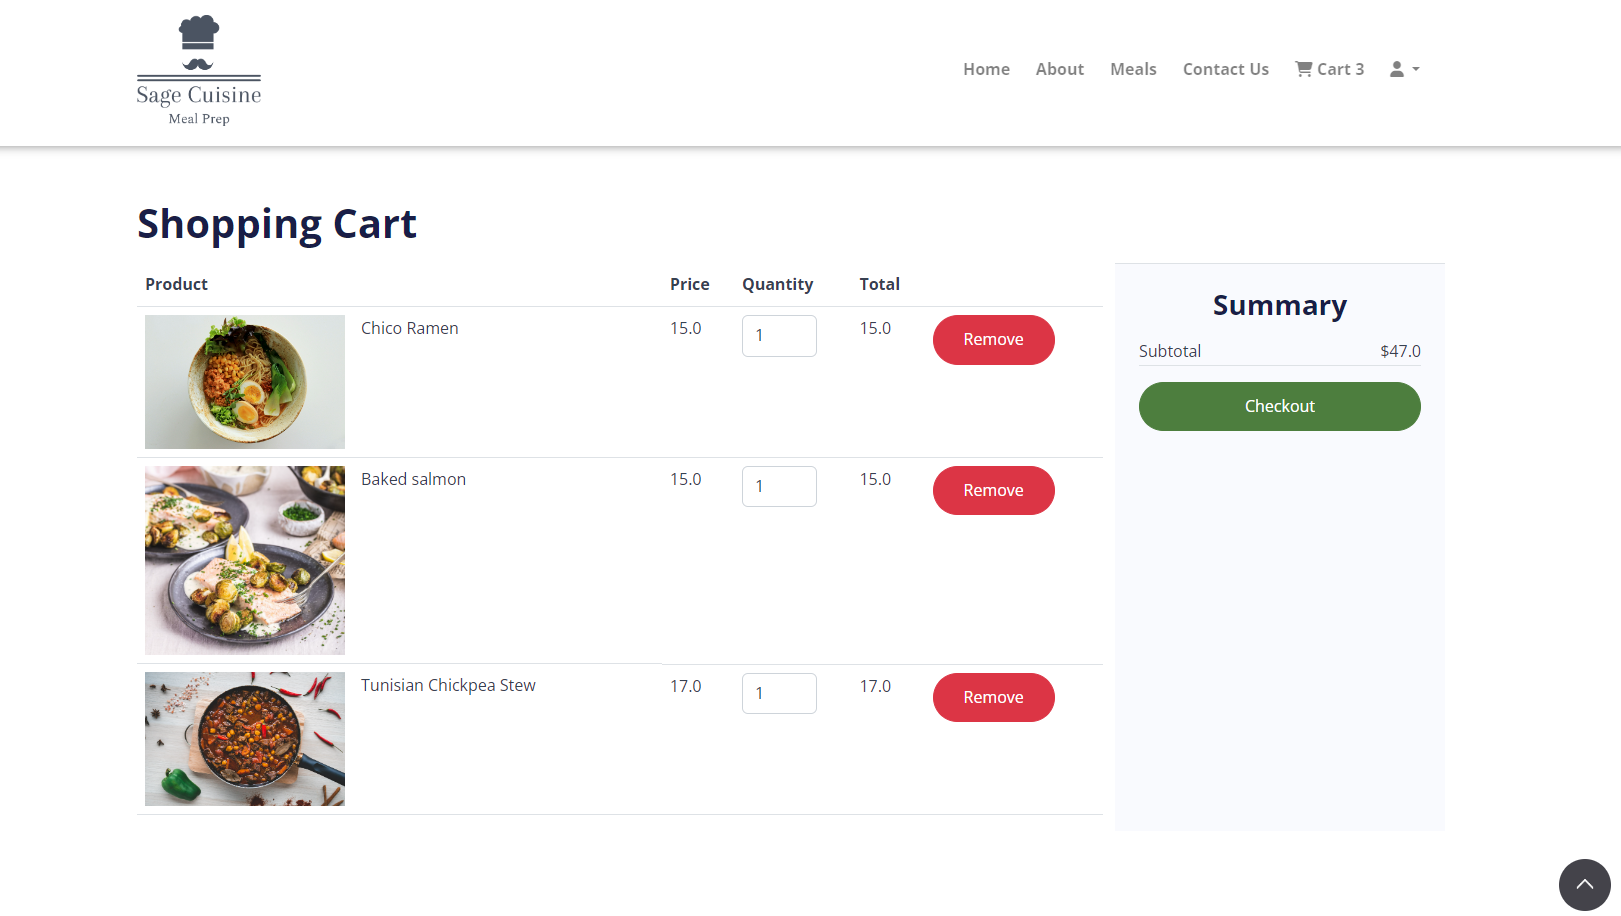 Sage Cuisine
Meal Prep
Home About Meals Contact Us Cart 3
Shopping Cart
Product Price Quantity Total
Chico Ramen 15.0 1 15.0 Remove
Baked salmon 15.0 1 15.0 Remove
Tunisian Chickpea Stew 17.0 1 17.0 Remove
Summary
Subtotal $47.0
Checkout